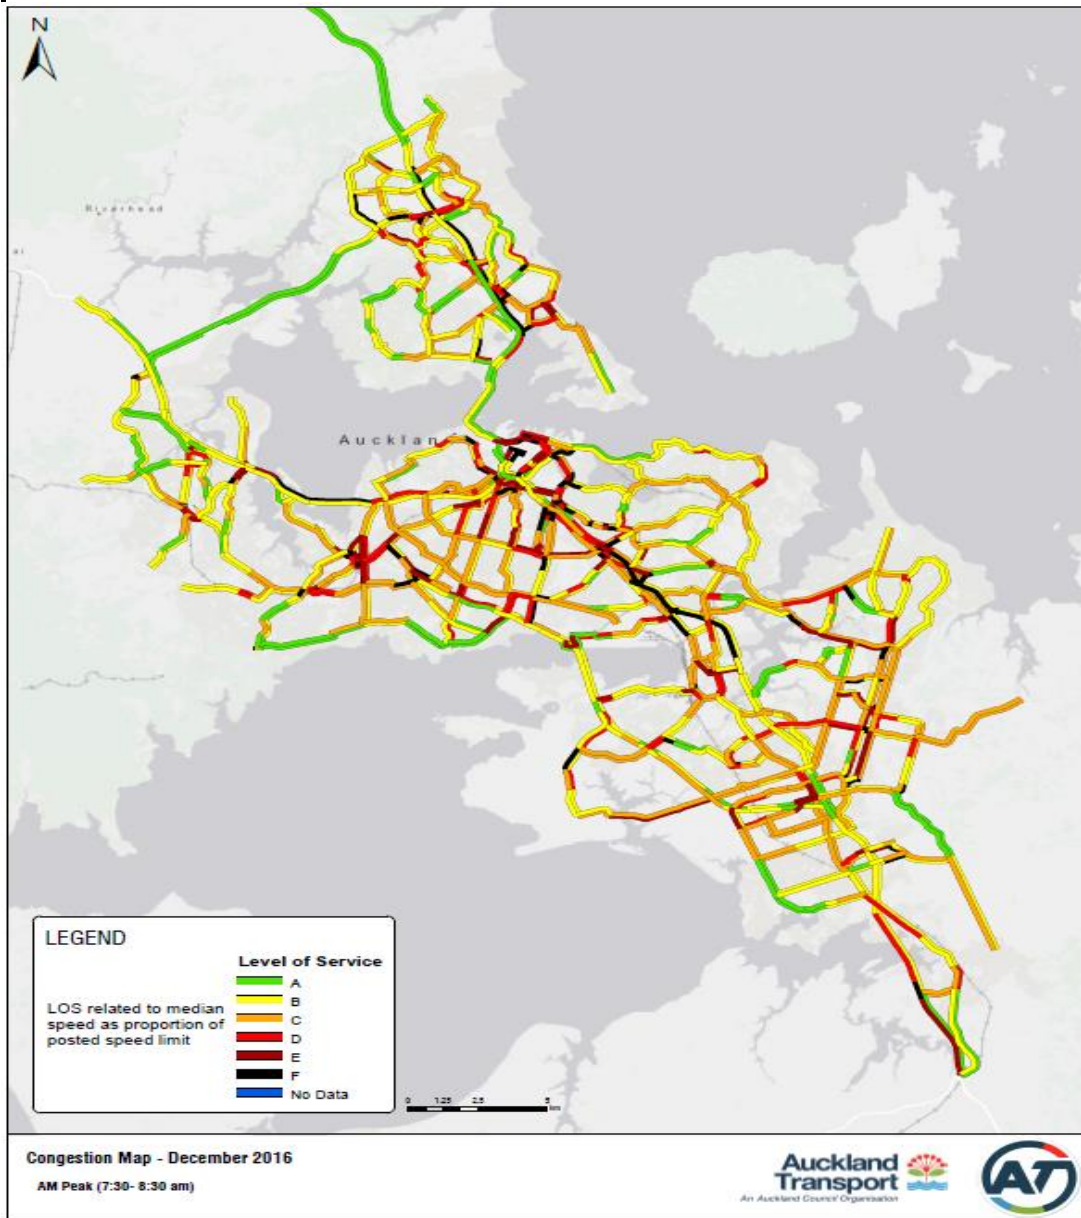 N
Riverhead
Aucklan
LEGEND
Level of Service
LOS related to median
speed as proportion of
posted speed limit
A
B
C
D
E
F
No Data
0 1.25 2.5 5
km
Congestion Map - December 2016
AM Peak (7:30- 8:30 am)
Auckland
Transport
An Auckland Council Organisation
AT